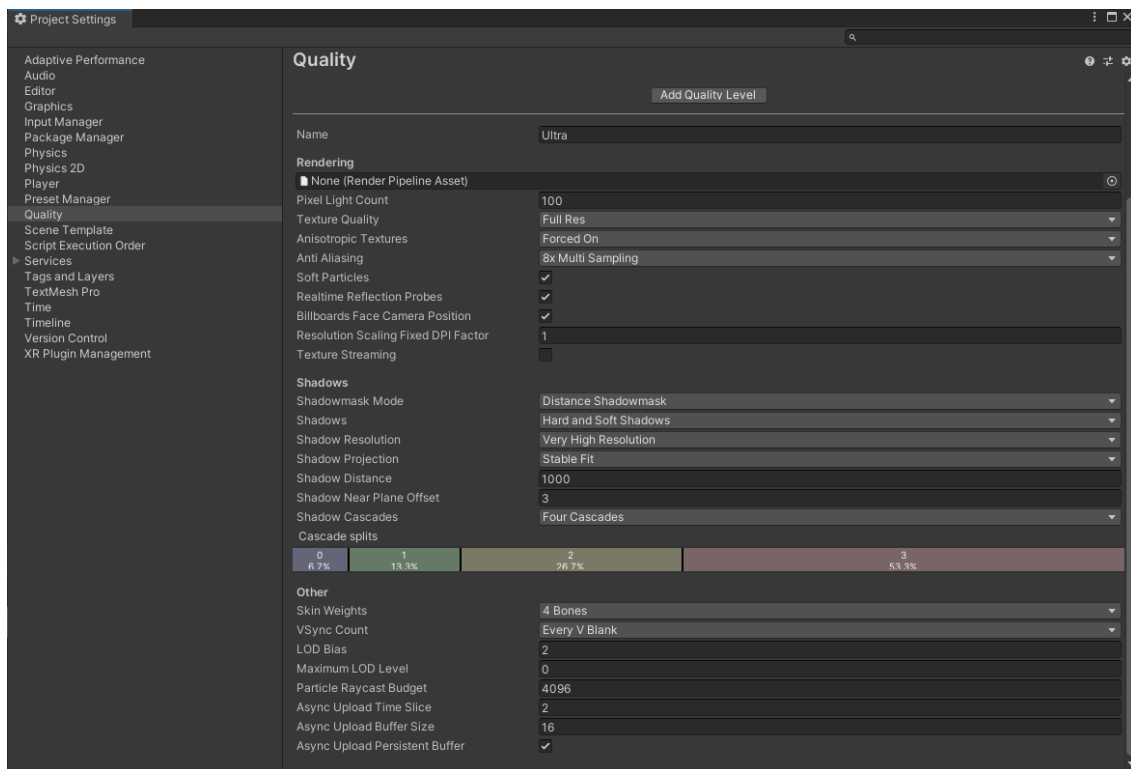 Project Settings
Adaptive Performance
Audio
Editor
Graphics
Input Manager
Package Manager
Physics
Physics 2D
Player
Preset Manager
Quality
Scene Template
Script Execution Order
Services
Tags and Layers
TextMesh Pro
Time
Timeline
Version Control
XR Plugin Management
Quality
Add Quality Level
Name Ultra
Rendering
None (Render Pipeline Asset)
Pixel Light Count 100
Texture Quality Full Res
Anisotropic Textures Forced On
Anti Aliasing 8x Multi Sampling
Soft Particles
Realtime Reflection Probes
Billboards Face Camera Position
Resolution Scaling Fixed DPI Factor 1
Texture Streaming
Shadows
Shadowmask Mode Distance Shadowmask
Shadows Hard and Soft Shadows
Shadow Resolution Very High Resolution
Shadow Projection Stable Fit
Shadow Distance 1000
Shadow Near Plane Offset 3
Shadow Cascades Four Cascades
Cascade splits
0 1 2 3
6.7% 13.3% 26.7% 53.3%
Other
Skin Weights 4 Bones
VSync Count Every V Blank
LOD Bias 2
Maximum LOD Level 0
Particle Raycast Budget 4096
Async Upload Time Slice 2
Async Upload Buffer Size 16
Async Upload Persistent Buffer